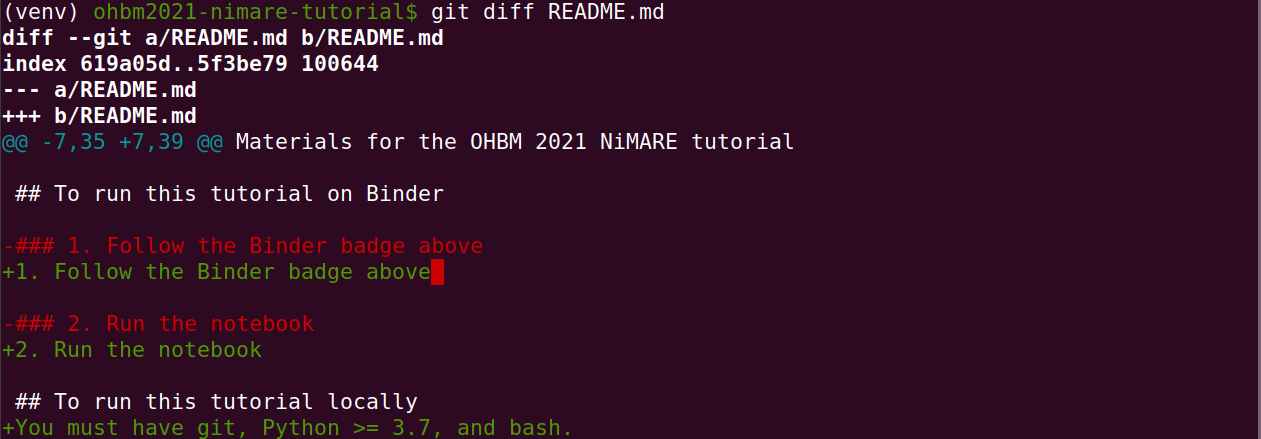 (venv) ohbm2021-nimare-tutorial$ git diff README.md
diff --git a/README.md b/README.md
index 619a05d..5f3be79 100644
--- a/README.md
+++ b/README.md
@@ -7,35 +7,39 @@ Materials for the OHBM 2021 NiMARE tutorial
 ## To run this tutorial on Binder
-### 1. Follow the Binder badge above
+1. Follow the Binder badge above
-### 2. Run the notebook
+2. Run the notebook
 ## To run this tutorial locally
+You must have git, Python >= 3.7, and bash.